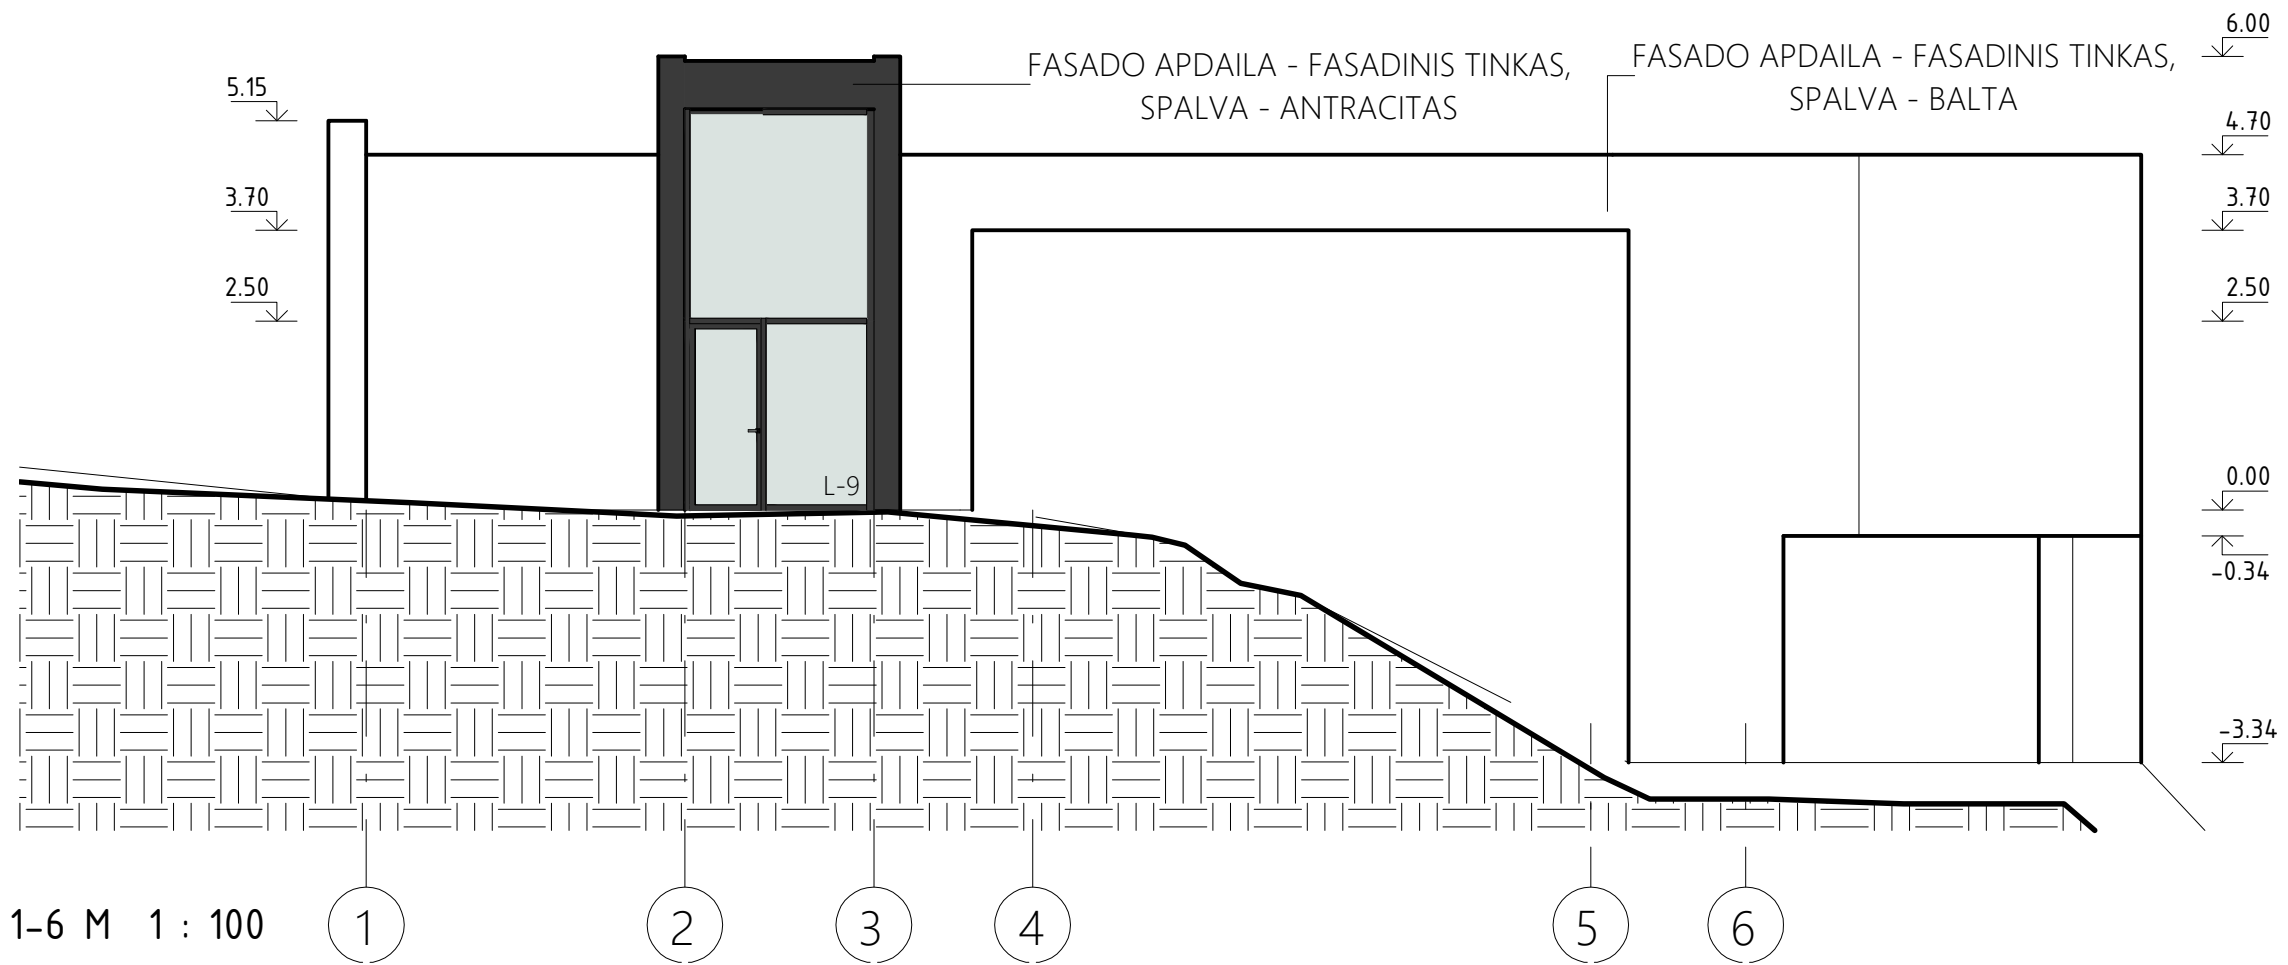 6.00
FASADO APDAILA - FASADINIS TINKAS,
SPALVA - ANTRACITAS
FASADO APDAILA - FASADINIS TINKAS,
SPALVA - BALTA
5.15
4.70
3.70
3.70
2.50
2.50
L-9
0.00
-0.34
-3.34
1-6 M 1 : 100
1
2
3
4
5
6